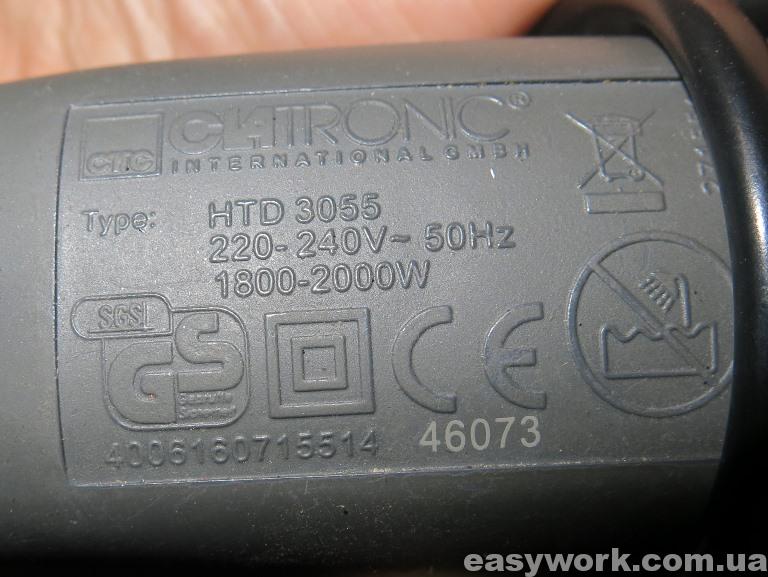 CTC CLATRONIC®
INTERNATIONAL GMBH
Type: HTD 3055
220-240V~ 50Hz
1800-2000W
SGS
GS
CE
4006160715514
46073
easywork.com.ua